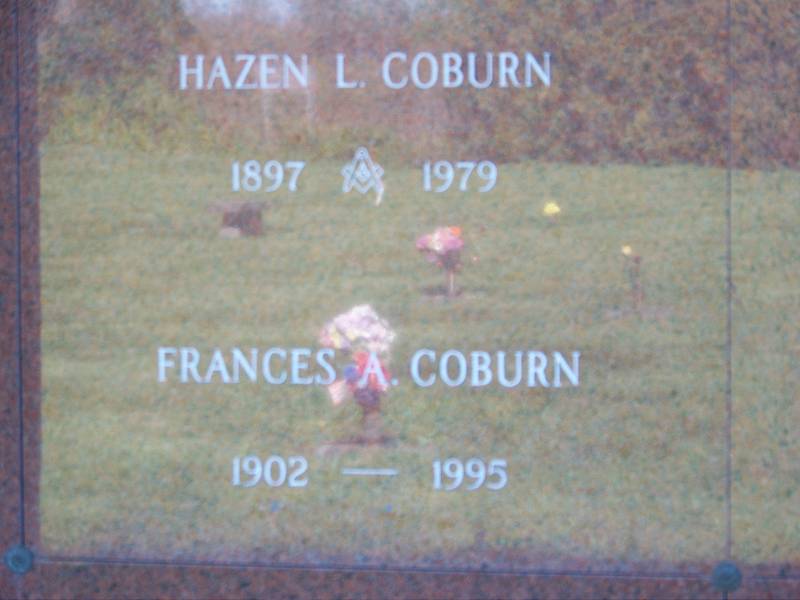 HAZEN L. COBURN
1897 1979
FRANCES A. COBURN
1902 — 1995